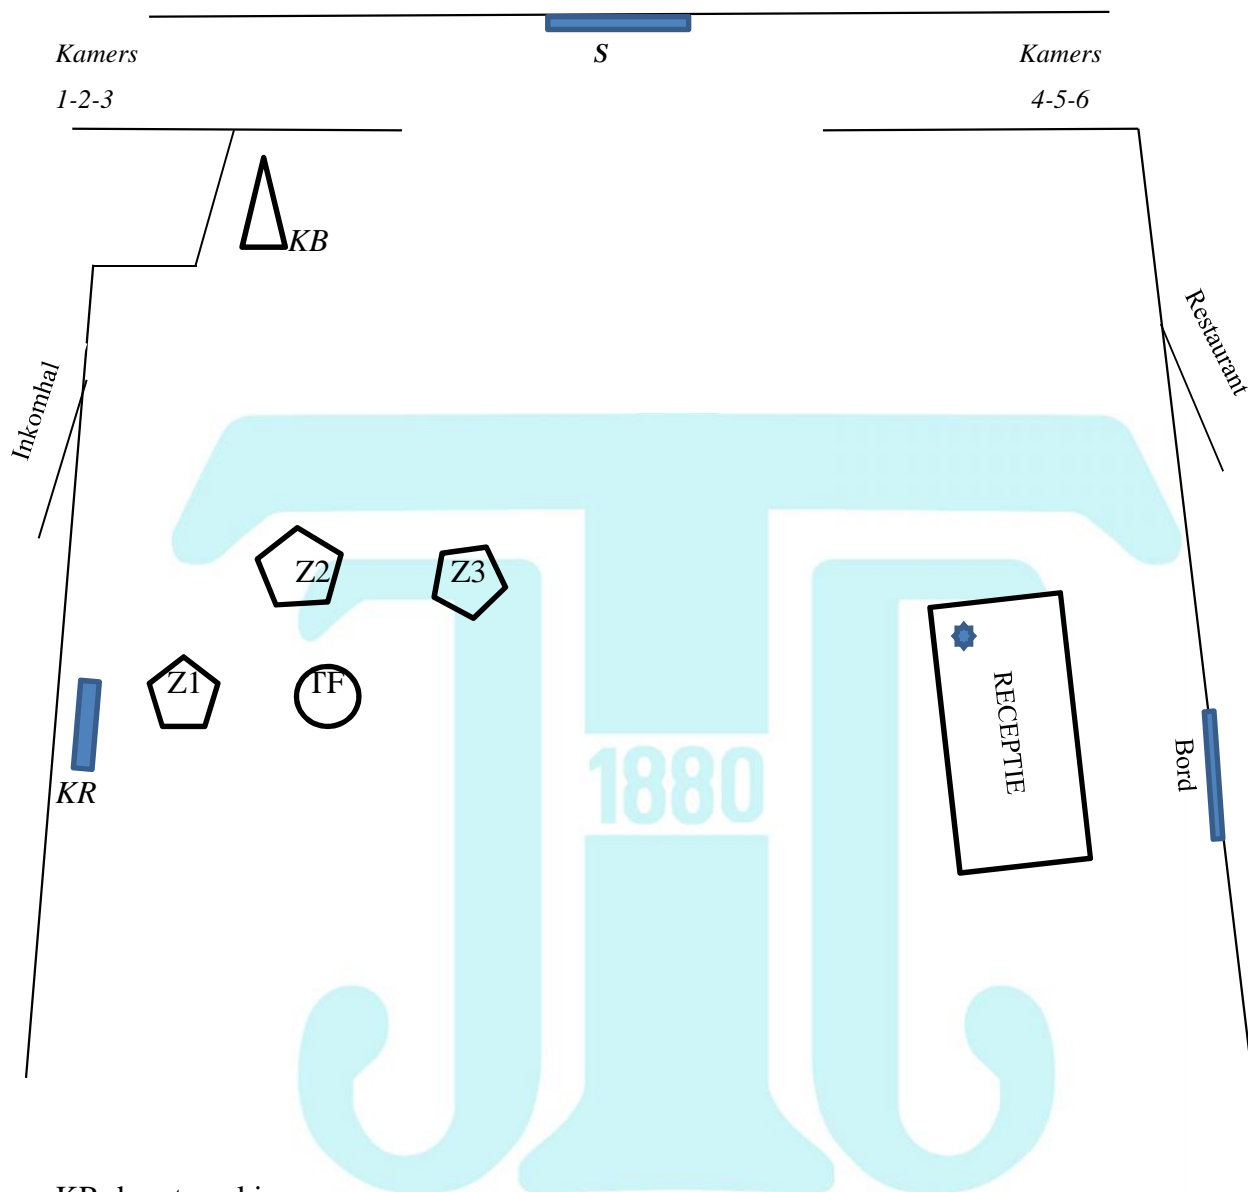 S
Kamers
1-2-3
Kamers
4-5-6
KB
Inkomhal
Restaurant
Z2
Z3
Z1
TF
RECEPTIE
Bord
KR
1880